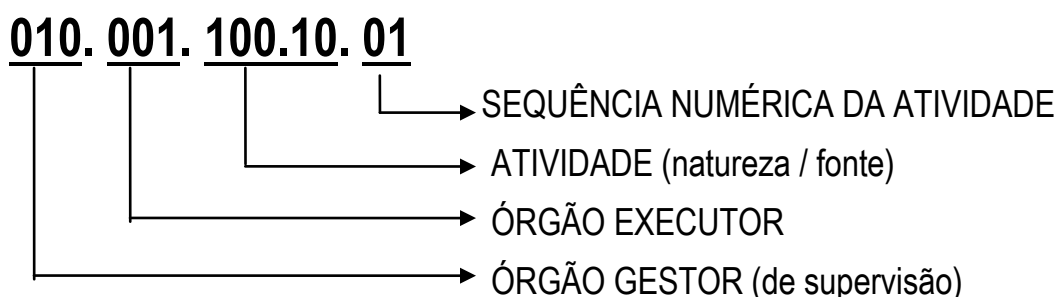 010. 001. 100.10. 01
SEQUÊNCIA NUMÉRICA DA ATIVIDADE
ATIVIDADE (natureza / fonte)
ÓRGÃO EXECUTOR
ÓRGÃO GESTOR (de supervisão)